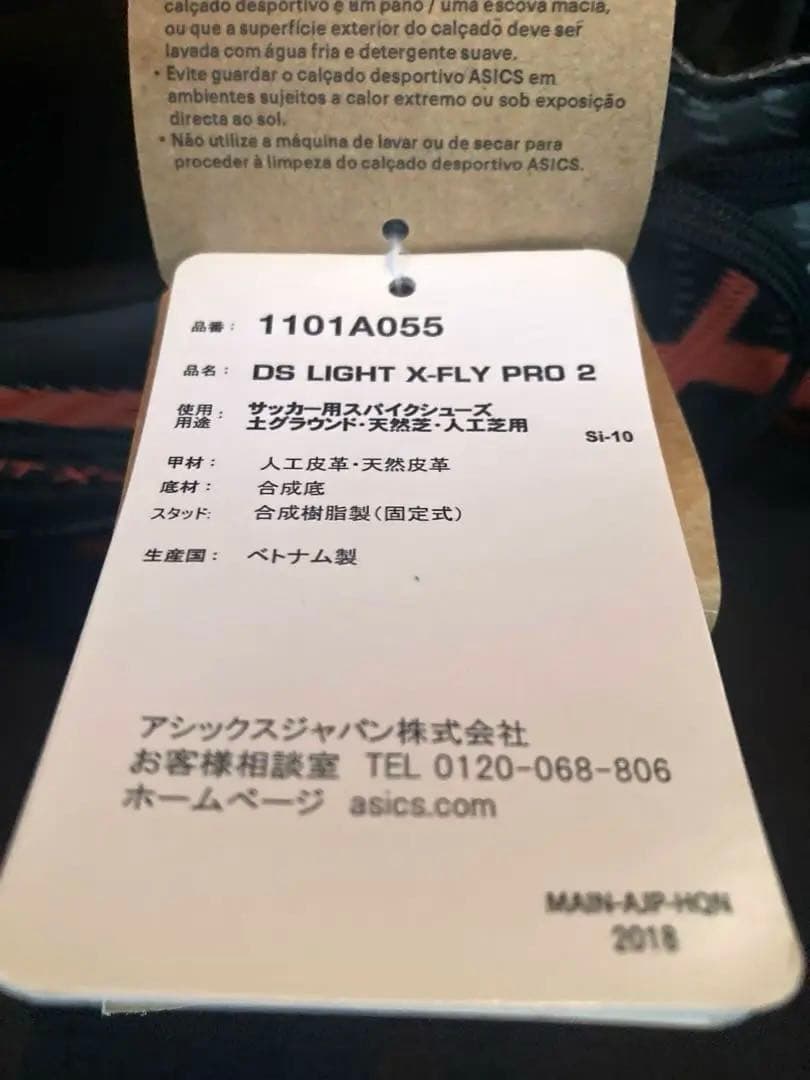 calçado desportivo é um pano / uma escova macia,
ou que a superfície exterior do calçado deve ser
lavada com água fria e detergente suave.
• Evite guardar o calçado desportivo ASICS em
ambientes sujeitos a calor extremo ou sob exposição
directa ao sol.
• Não utilize a máquina de lavar ou de secar para
proceder à limpeza do calçado desportivo ASICS.
品番： 1101A055
品名： DS LIGHT X-FLY PRO 2
使用用途： サッカー用スパイクシューズ
土グラウンド・天然芝・人工芝用
Si-10
甲材： 人工皮革・天然皮革
底材： 合成底
スタッド: 合成樹脂製（固定式）
生産国： ベトナム製
アシックスジャパン株式会社
お客様相談室 TEL 0120-068-806
ホームページ asics.com
MAIN-AJP-HQN
2018